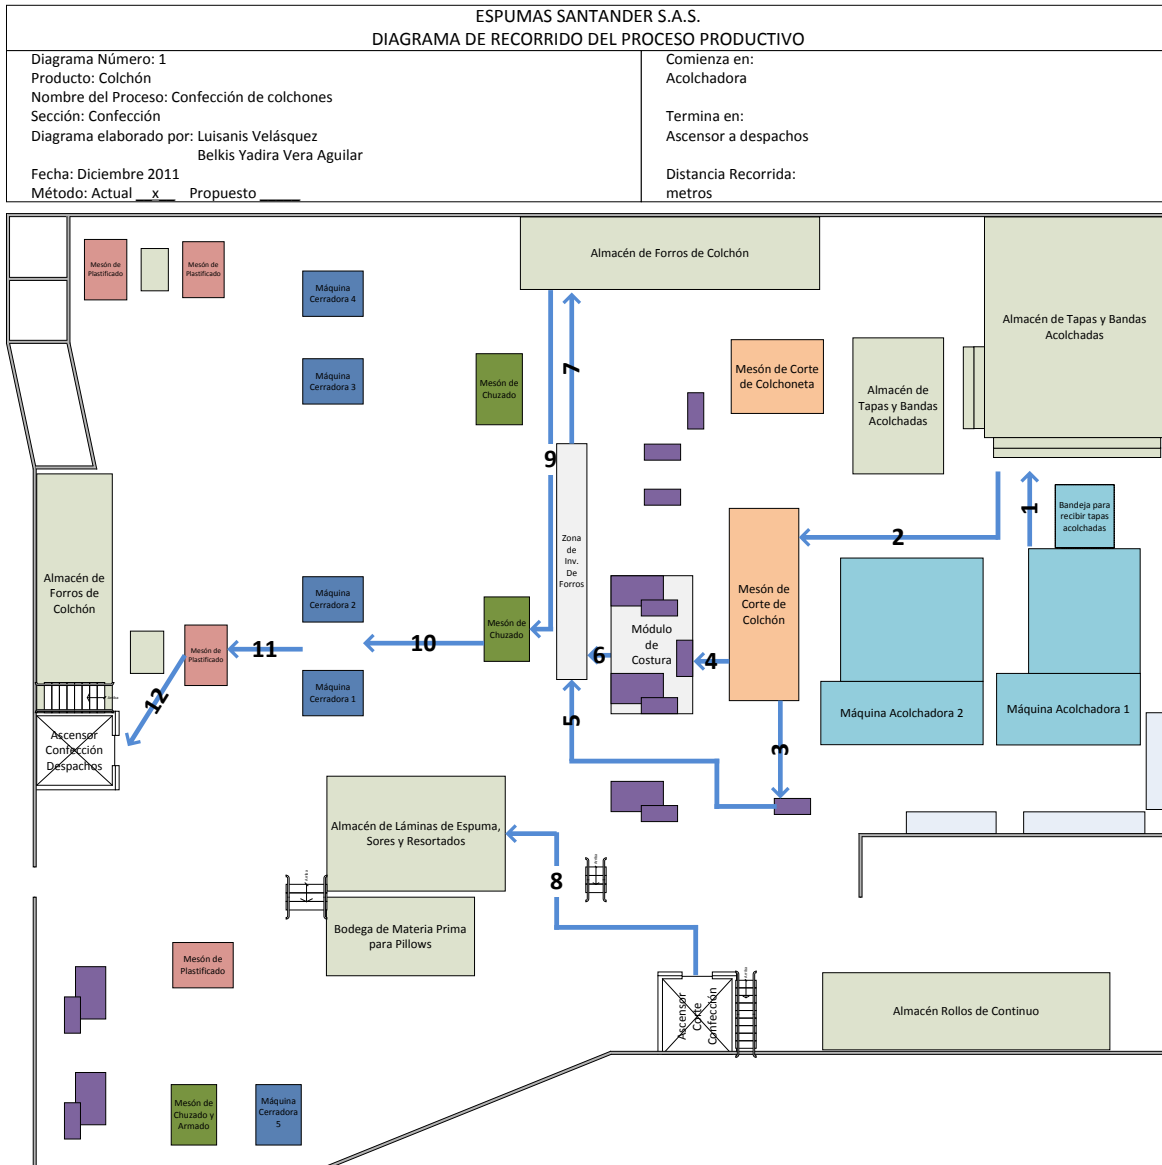 ESPUMAS SANTANDER S.A.S.
DIAGRAMA DE RECORRIDO DEL PROCESO PRODUCTIVO
Diagrama Número: 1
Producto: Colchón
Nombre del Proceso: Confección de colchones
Sección: Confección
Diagrama elaborado por: Luisanis Velásquez
Belkis Yadira Vera Aguilar
Fecha: Diciembre 2011
Método: Actual __x__ Propuesto _____
Comienza en:
Acolchadora
Termina en:
Ascensor a despachos
Distancia Recorrida:
metros
Mesón de
Plastificado
Mesón de
Plastificado
Máquina
Cerradora 4
Almacén de Forros de Colchón
Almacén de Tapas y Bandas
Acolchadas
Máquina
Cerradora 3
Mesón de
Chuzado
7
Mesón de Corte
de Colchoneta
Almacén de
Tapas y Bandas
Acolchadas
9
1
Bandeja para
recibir tapas
acolchadas
2
Zona
de
Inv.
De
Forros
Almacén de
Forros de
Colchón
Máquina
Cerradora 2
Mesón de
Chuzado
Módulo
de
Costura
Mesón de
Corte de
Colchón
Mesón de
Plastificado
11
10
6
4
12
Máquina
Cerradora 1
5
3
Máquina Acolchadora 2
Máquina Acolchadora 1
Ascensor
Confección
Despachos
Almacén de Láminas de Espuma,
Sores y Resortados
8
Bodega de Materia Prima
para Pillows
Mesón de
Plastificado
Ascensor
Corte
Confección
Almacén Rollos de Continuo
Mesón de
Chuzado y
Armado
Máquina
Cerradora
5